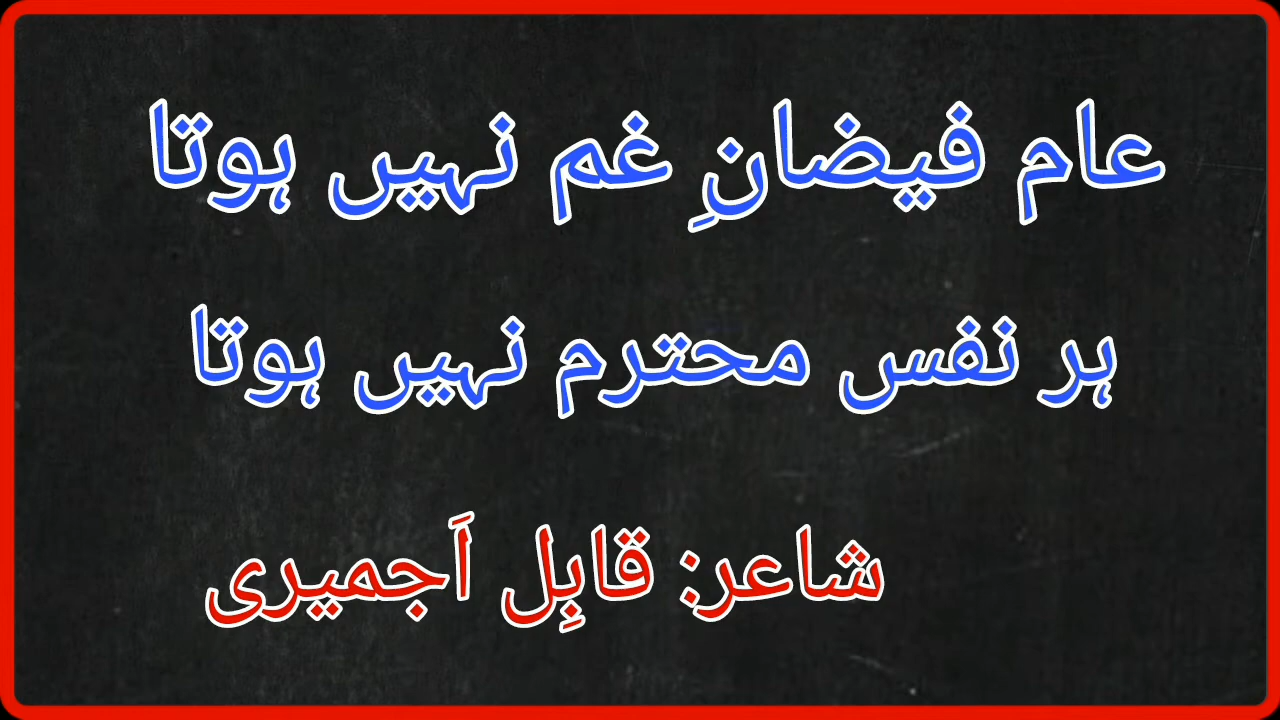 عام فیضانِ غم نہیں ہوتا
ہر نفس محترم نہیں ہوتا
شاعر: قابِل اَجمیری